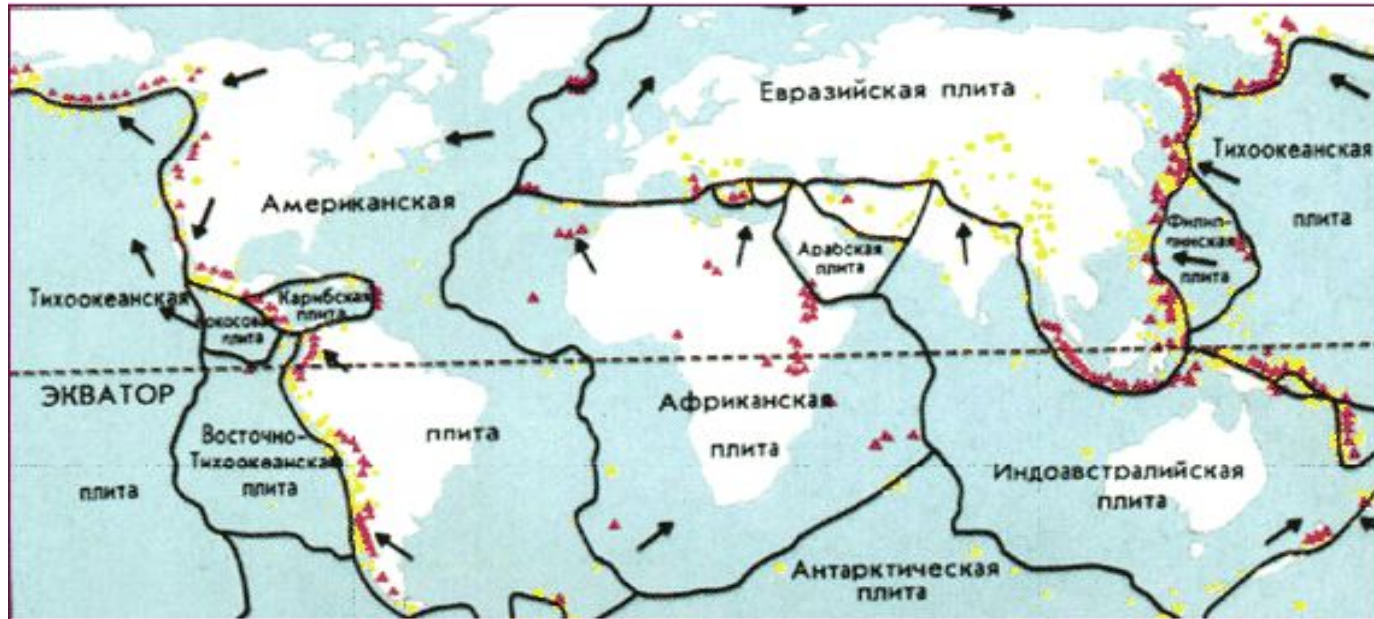 Евразийская плита
Тихоокеанская
плита
Филип-
пинская
плита
Американская
плита
Арабская
плита
Тихоокеанская
плита
Карибская
плита
плита
ЭКВАТОР
Африканская
плита
Восточно-
Тихоокеанская
плита
Индоавстралийская
плита
Антарктическая
плита